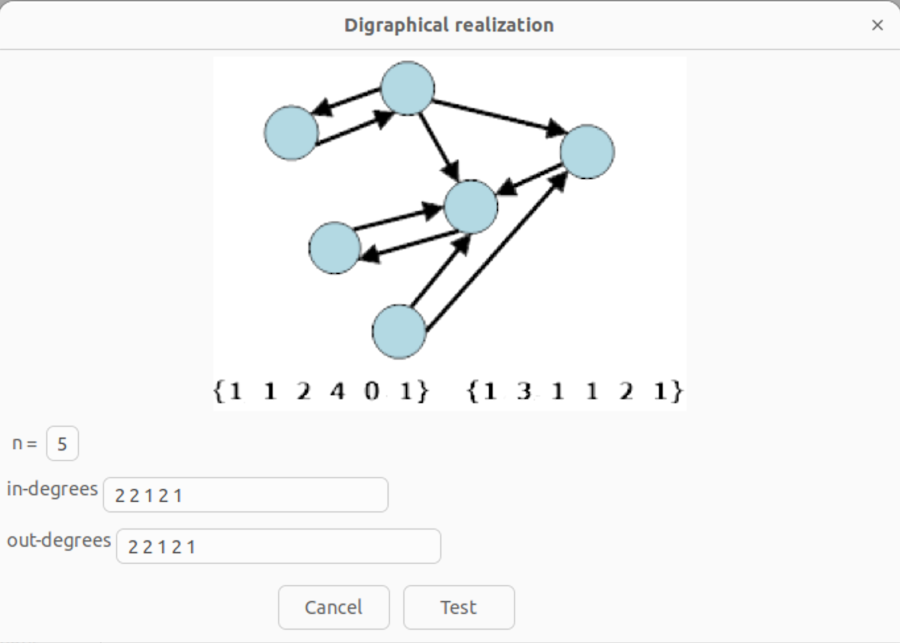 Digraphical realization ×
{1 1 2 4 0 1} {1 3 1 1 2 1}
n = 5
in-degrees 2 2 1 2 1
out-degrees 2 2 1 2 1
Cancel Test